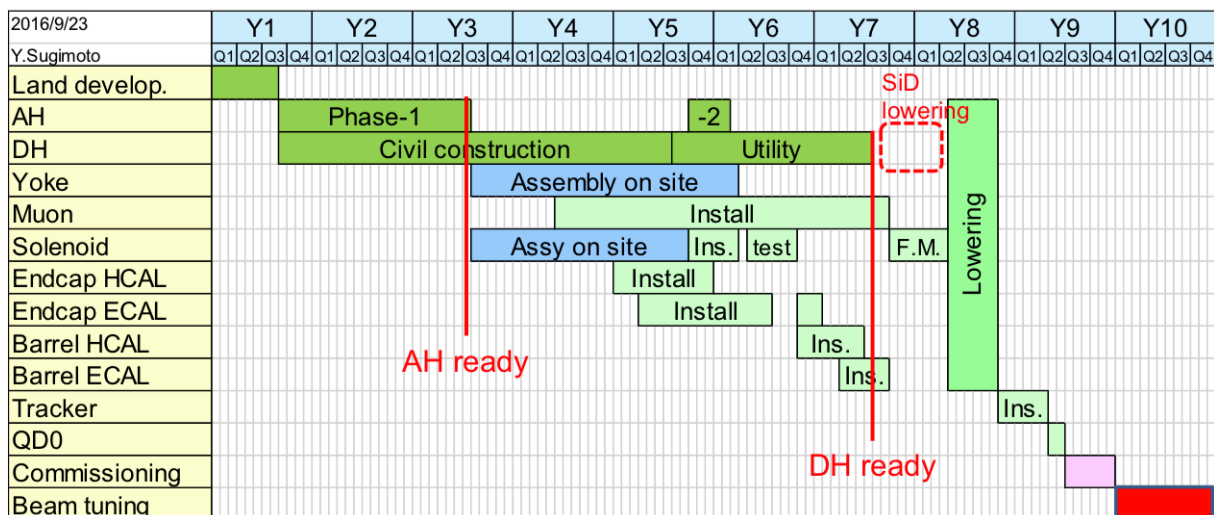 2016/9/23 Y1 Y2 Y3 Y4 Y5 Y6 Y7 Y8 Y9 Y10
Y.Sugimoto Q1 Q2 Q3 Q4 Q1 Q2 Q3 Q4 Q1 Q2 Q3 Q4 Q1 Q2 Q3 Q4 Q1 Q2 Q3 Q4 Q1 Q2 Q3 Q4 Q1 Q2 Q3 Q4 Q1 Q2 Q3 Q4 Q1 Q2 Q3 Q4 Q1 Q2 Q3 Q4
Land develop.
SiD
lowering
AH Phase-1 -2
DH Civil construction Utility
Yoke Assembly on site
Muon Install
Solenoid Assy on site Ins. test F.M.
Lowering
Endcap HCAL Install
Endcap ECAL Install
Barrel HCAL Ins.
AH ready
Barrel ECAL Ins.
Tracker Ins.
QD0
DH ready
Commissioning
Beam tuning